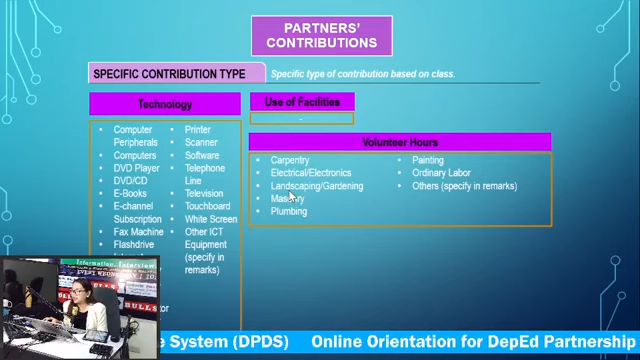 PARTNERS'
CONTRIBUTIONS
SPECIFIC CONTRIBUTION TYPE
Specific type of contribution based on class.
Technology
• Computer
Peripherals
• Computers
• DVD Player
• DVD/CD
• E-Books
• E-channel
Subscription
• Fax Machine
• Flashdrive
• Printer
• Scanner
• Software
• Telephone
Line
• Television
• Touchboard
• White Screen
• Other ICT
Equipment
(specify in
remarks)
Use of Facilities
-
Volunteer Hours
• Carpentry
• Electrical/Electronics
• Landscaping/Gardening
• Masonry
• Plumbing
• Painting
• Ordinary Labor
• Others (specify in remarks)
e System (DPDS) Online Orientation for DepEd Partnership